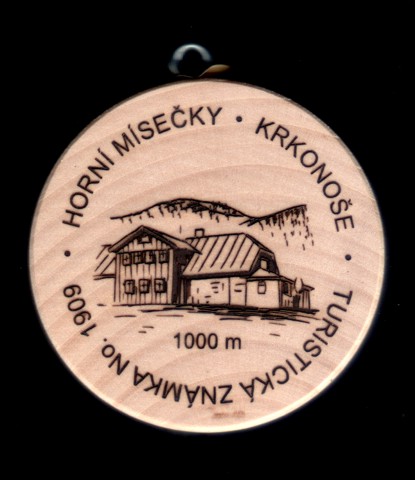 HORNÍ MÍSEČKY • KRKONOŠE •
TURISTICKÁ ZNÁMKA No. 1909 •
1000 m